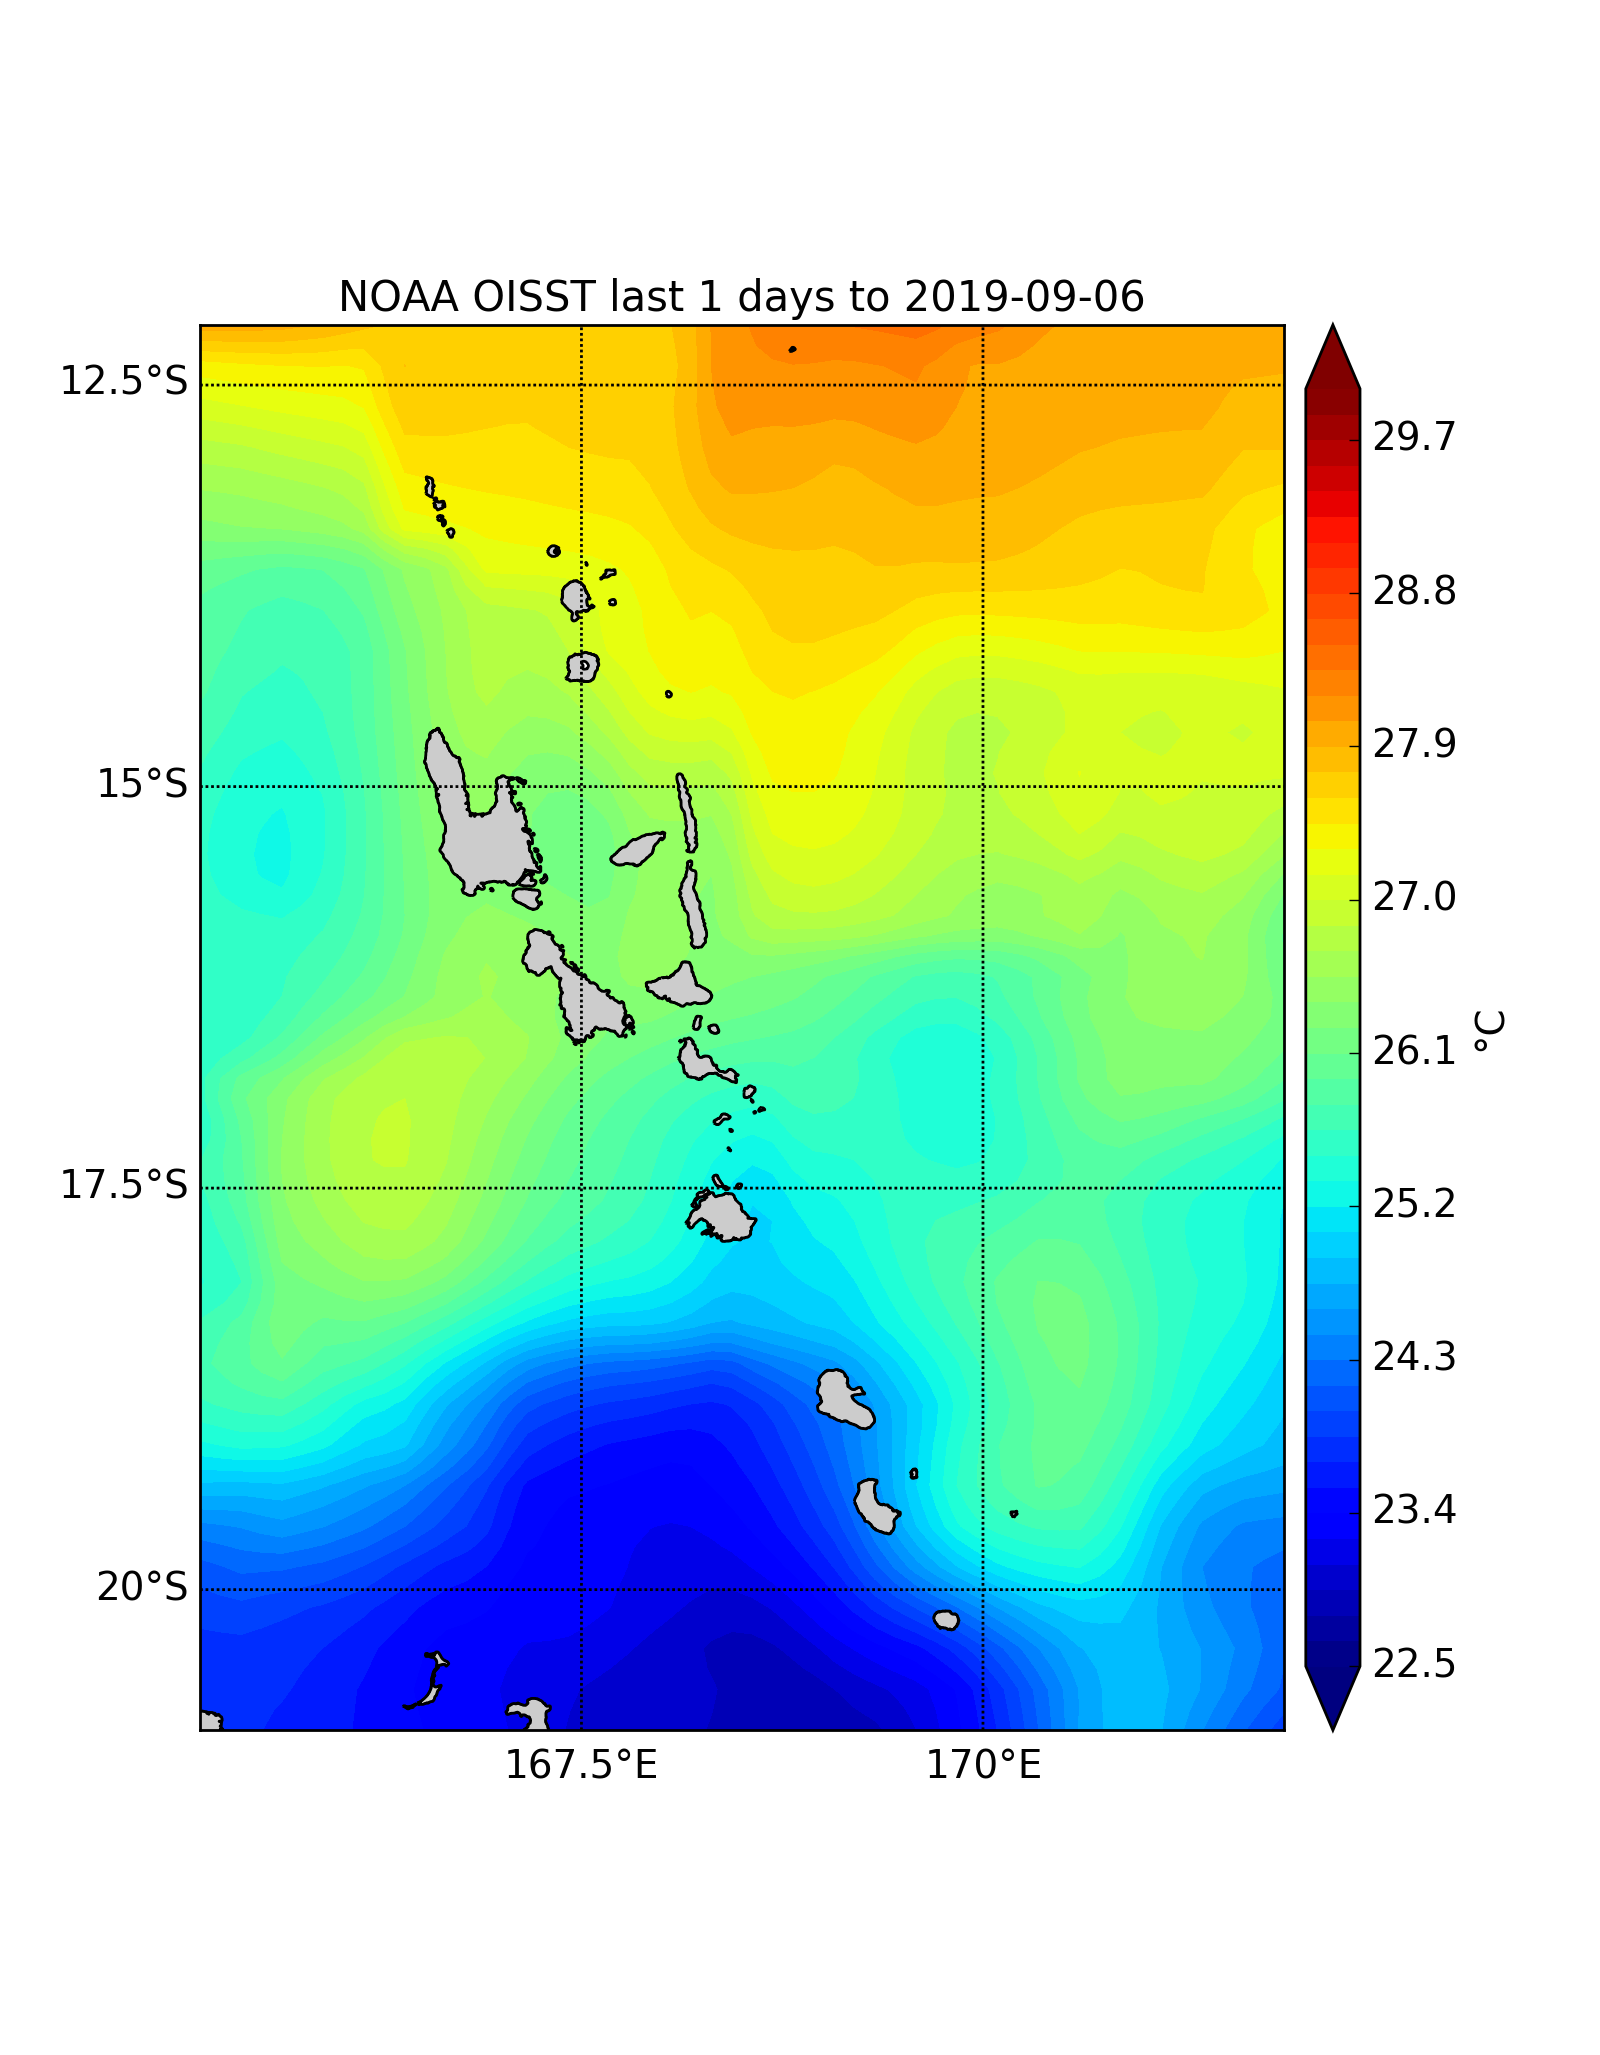 NOAA OISST last 1 days to 2019-09-06
12.5°S
15°S
17.5°S
20°S
167.5°E
170°E
29.7
28.8
27.9
27.0
26.1
25.2
24.3
23.4
22.5
°C